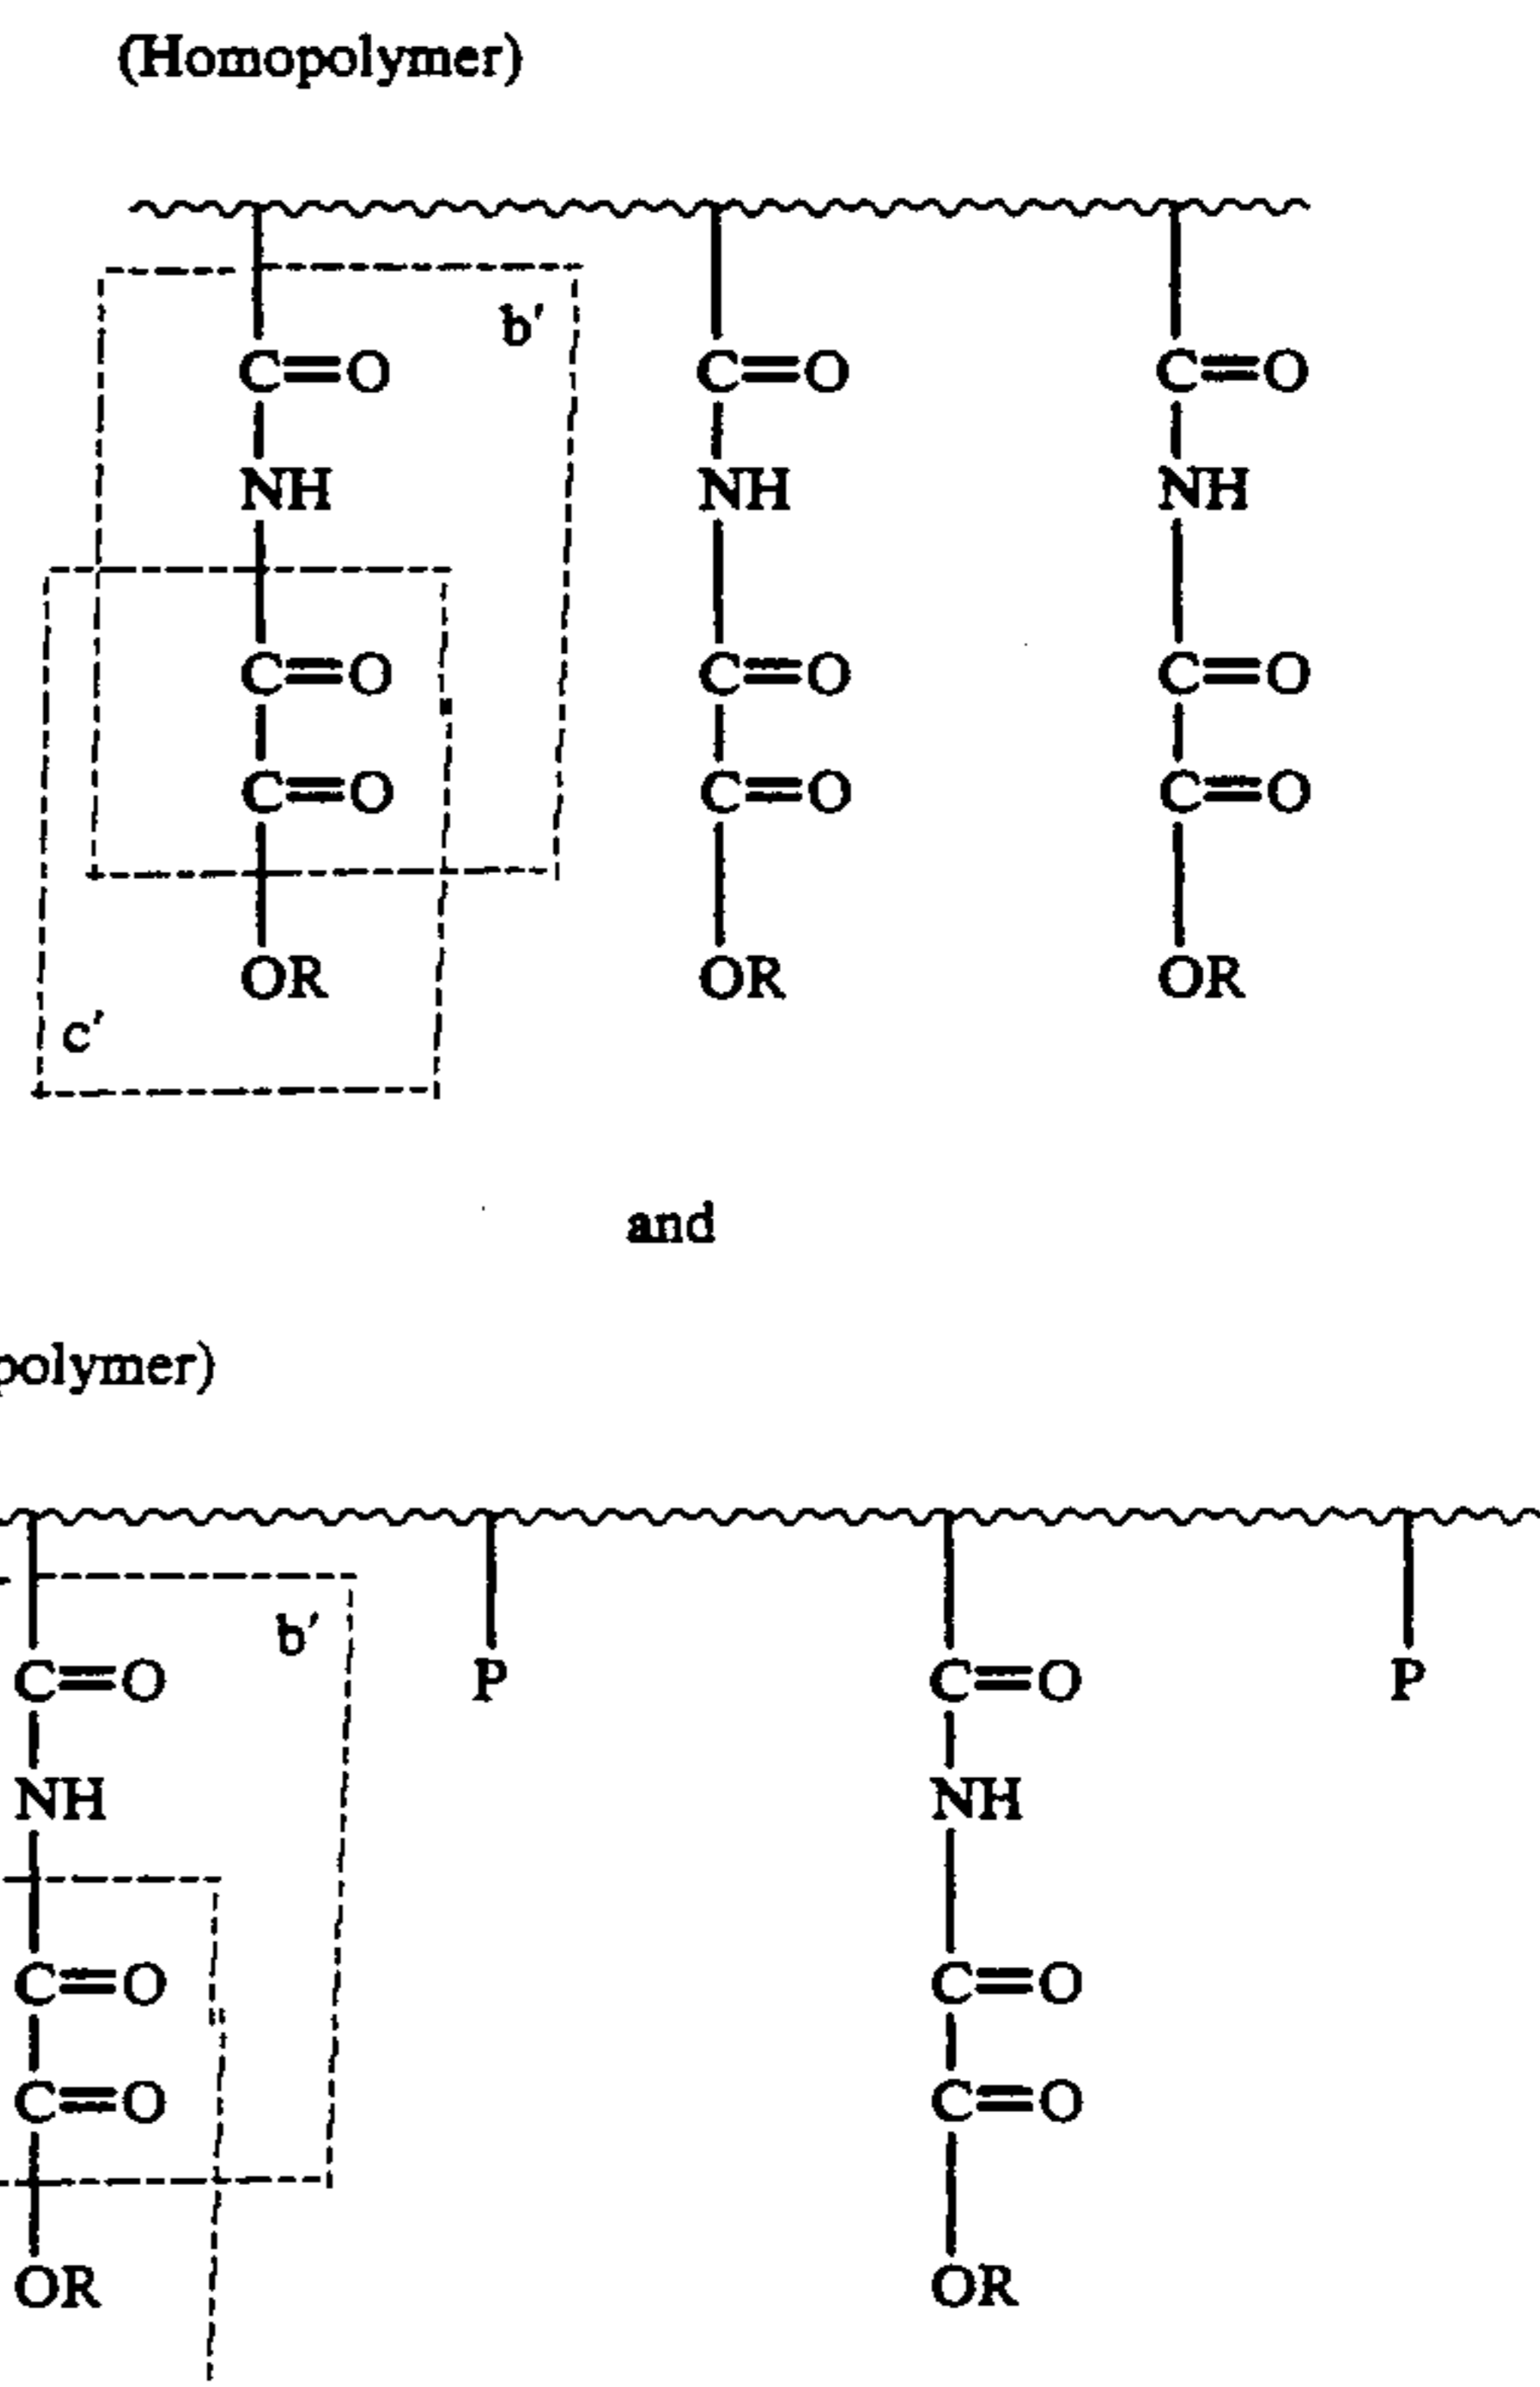 (Homopolymer)
b'
C=O C=O C=O
NH NH NH
C=O C=O C=O
C=O C=O C=O
OR OR OR
c'
and
polymer)
b'
C=O P C=O P
NH NH
C=O C=O
C=O C=O
OR OR